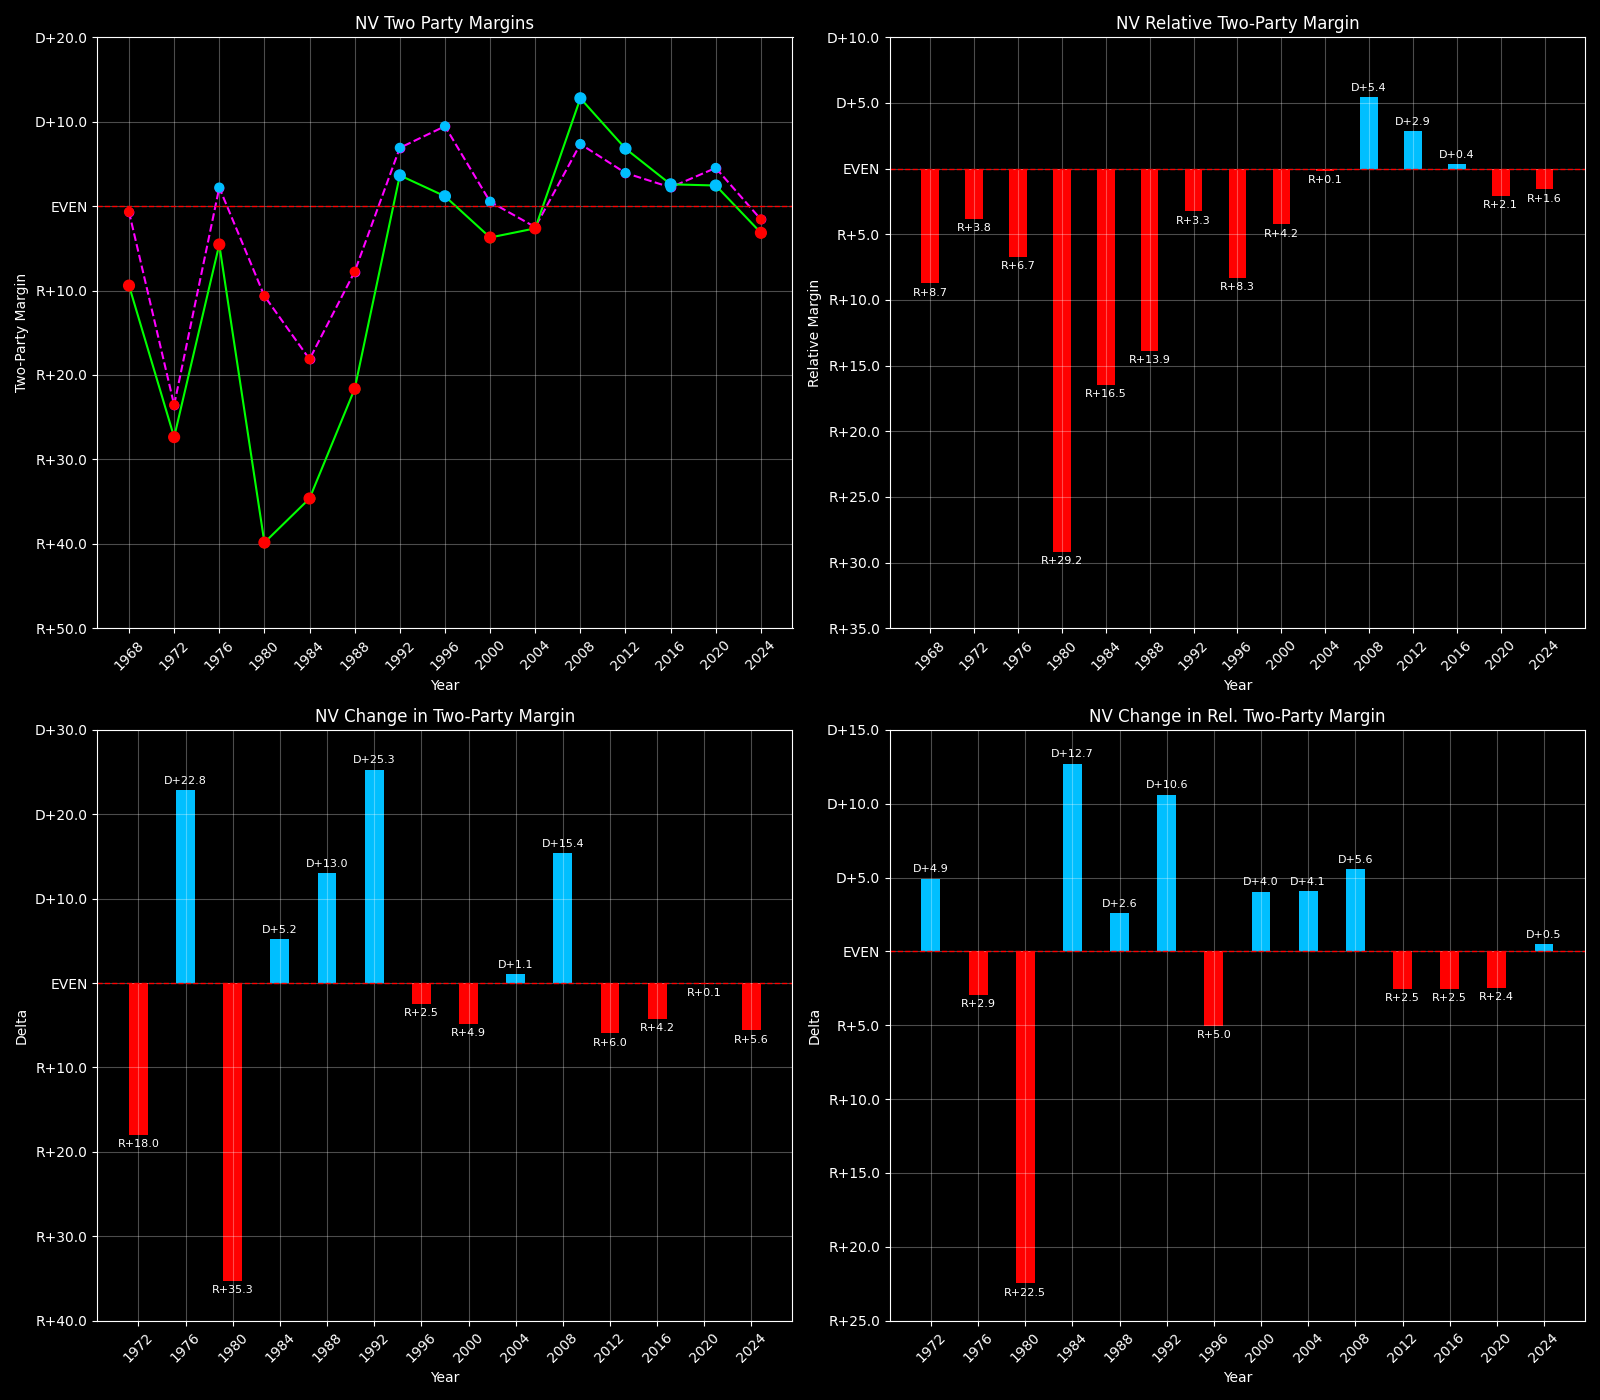 NV Two Party Margins
D+20.0
D+10.0
EVEN
R+10.0
R+20.0
R+30.0
R+40.0
R+50.0
Two-Party Margin
1968 1972 1976 1980 1984 1988 1992 1996 2000 2004 2008 2012 2016 2020 2024
Year
NV Relative Two-Party Margin
D+10.0
D+5.0
EVEN
R+5.0
R+10.0
R+15.0
R+20.0
R+25.0
R+30.0
R+35.0
Relative Margin
R+8.7
R+3.8
R+6.7
R+29.2
R+16.5
R+13.9
R+3.3
R+8.3
R+4.2
R+0.1
D+5.4
D+2.9
D+0.4
R+2.1
R+1.6
1968 1972 1976 1980 1984 1988 1992 1996 2000 2004 2008 2012 2016 2020 2024
Year
NV Change in Two-Party Margin
D+30.0
D+20.0
D+10.0
EVEN
R+10.0
R+20.0
R+30.0
R+40.0
Delta
R+18.0
D+22.8
R+35.3
D+5.2
D+13.0
D+25.3
R+2.5
R+4.9
D+1.1
D+15.4
R+6.0
R+4.2
R+0.1
R+5.6
1972 1976 1980 1984 1988 1992 1996 2000 2004 2008 2012 2016 2020 2024
Year
NV Change in Rel. Two-Party Margin
D+15.0
D+10.0
D+5.0
EVEN
R+5.0
R+10.0
R+15.0
R+20.0
R+25.0
Delta
D+4.9
R+2.9
R+22.5
D+12.7
D+2.6
D+10.6
R+5.0
D+4.0
D+4.1
D+5.6
R+2.5
R+2.5
R+2.4
D+0.5
1972 1976 1980 1984 1988 1992 1996 2000 2004 2008 2012 2016 2020 2024
Year